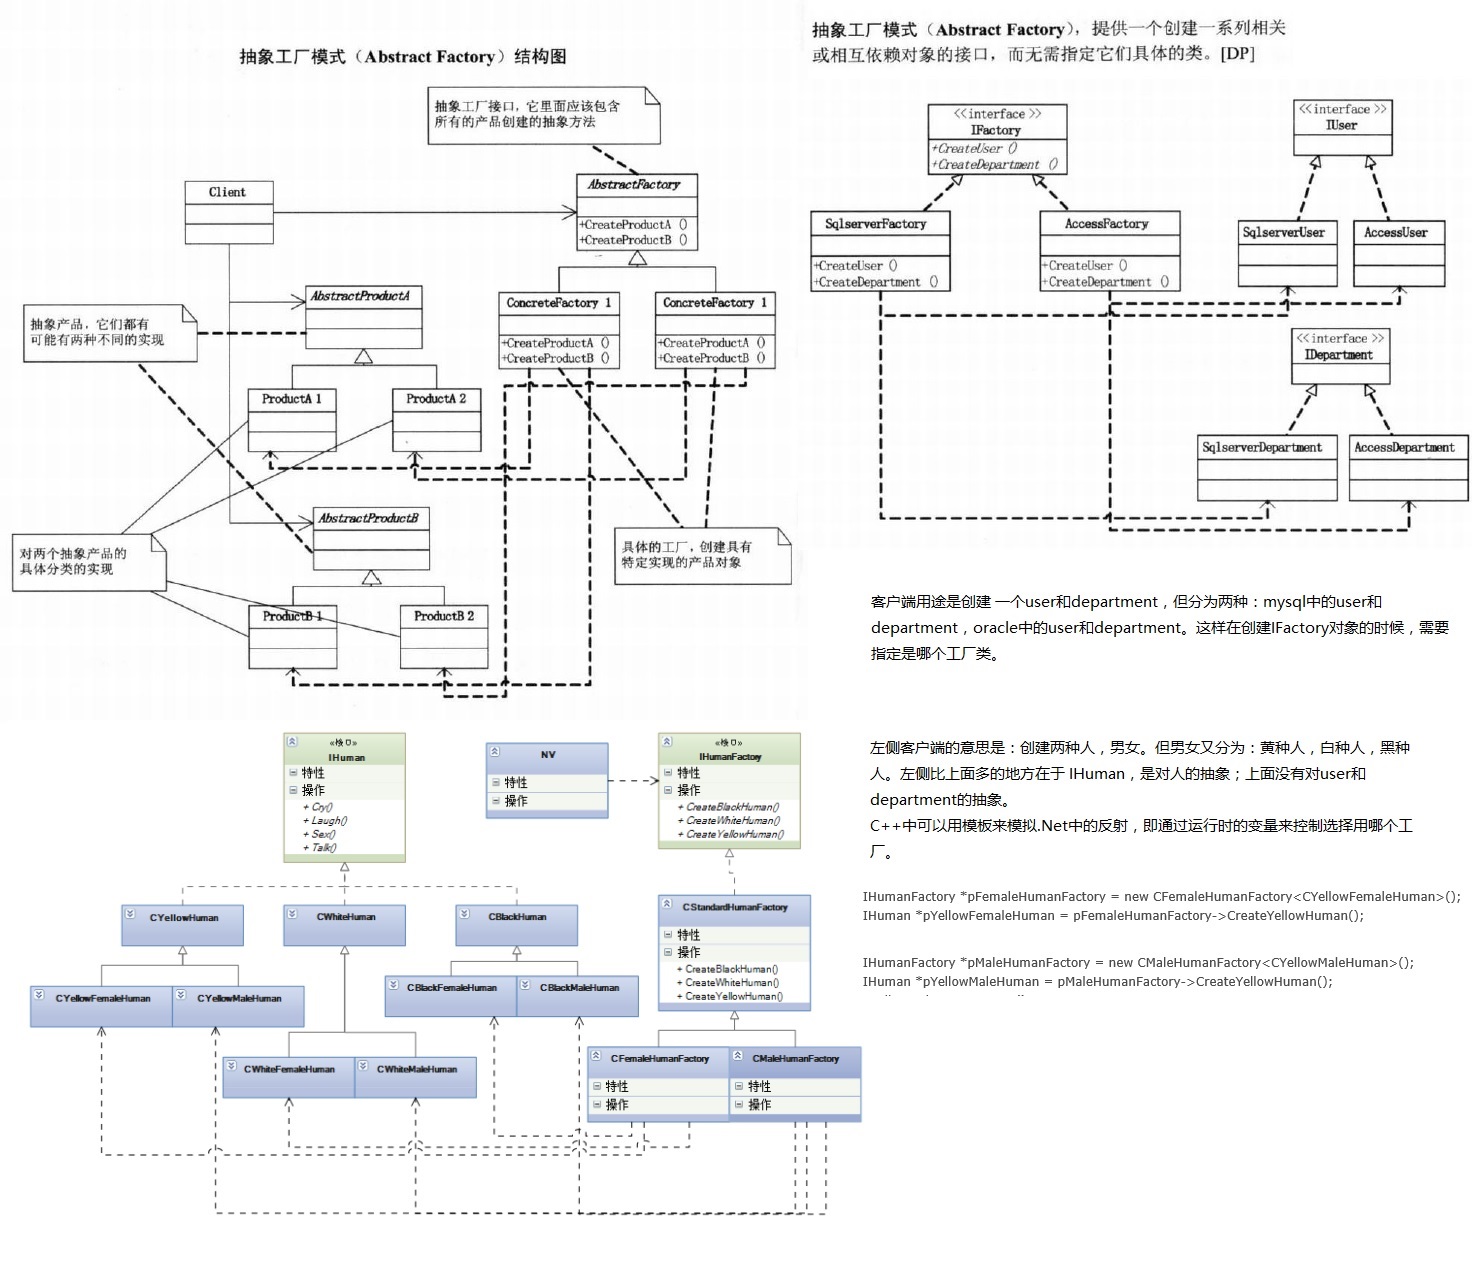 抽象工厂模式（Abstract Factory）结构图
抽象工厂接口，它里面应该包含
所有的产品创建的抽象方法
Client
AbstractFactory
+CreateProductA ()
+CreateProductB ()
AbstractProductA
ConcreteFactory 1
+CreateProductA ()
+CreateProductB ()
ConcreteFactory 1
+CreateProductA ()
+CreateProductB ()
抽象产品，它们都有
可能有两种不同的实现
ProductA 1
ProductA 2
AbstractProductB
对两个抽象产品的
具体分类的实现
具体的工厂，创建具有
特定实现的产品对象
ProductB 1
ProductB 2
抽象工厂模式（Abstract Factory），提供一个创建一系列相关
或相互依赖对象的接口，而无需指定它们具体的类。[DP]
<<interface >>
IFactory
+CreateUser ()
+CreateDepartment ()
<<interface >>
IUser
SqlserverFactory
+CreateUser ()
+CreateDepartment ()
AccessFactory
+CreateUser ()
+CreateDepartment ()
SqlserverUser
AccessUser
<<interface >>
IDepartment
SqlserverDepartment
AccessDepartment
客户端用途是创建 一个user和department，但分为两种：mysql中的user和
department，oracle中的user和department。这样在创建IFactory对象的时候，需要
指定是哪个工厂类。
«接口»
IHuman
特性
操作
+ Cry()
+ Laugh()
+ Sex()
+ Talk()
NV
特性
操作
«接口»
IHumanFactory
特性
操作
+ CreateBlackHuman()
+ CreateWhiteHuman()
+ CreateYellowHuman()
CYellowHuman
CWhiteHuman
CBlackHuman
CStandardHumanFactory
特性
操作
+ CreateBlackHuman()
+ CreateWhiteHuman()
+ CreateYellowHuman()
CYellowFemaleHuman
CYellowMaleHuman
CBlackFemaleHuman
CBlackMaleHuman
CWhiteFemaleHuman
CWhiteMaleHuman
CFemaleHumanFactory
特性
操作
CMaleHumanFactory
特性
操作
左侧客户端的意思是：创建两种人，男女。但男女又分为：黄种人，白种人，黑种
人。左侧比上面多的地方在于 IHuman，是对人的抽象；上面没有对user和
department的抽象。
C++中可以用模板来模拟.Net中的反射，即通过运行时的变量来控制选择用哪个工
厂。
IHumanFactory *pFemaleHumanFactory = new CFemaleHumanFactory<CYellowFemaleHuman>();
IHuman *pYellowFemaleHuman = pFemaleHumanFactory->CreateYellowHuman();
IHumanFactory *pMaleHumanFactory = new CMaleHumanFactory<CYellowMaleHuman>();
IHuman *pYellowMaleHuman = pMaleHumanFactory->CreateYellowHuman();